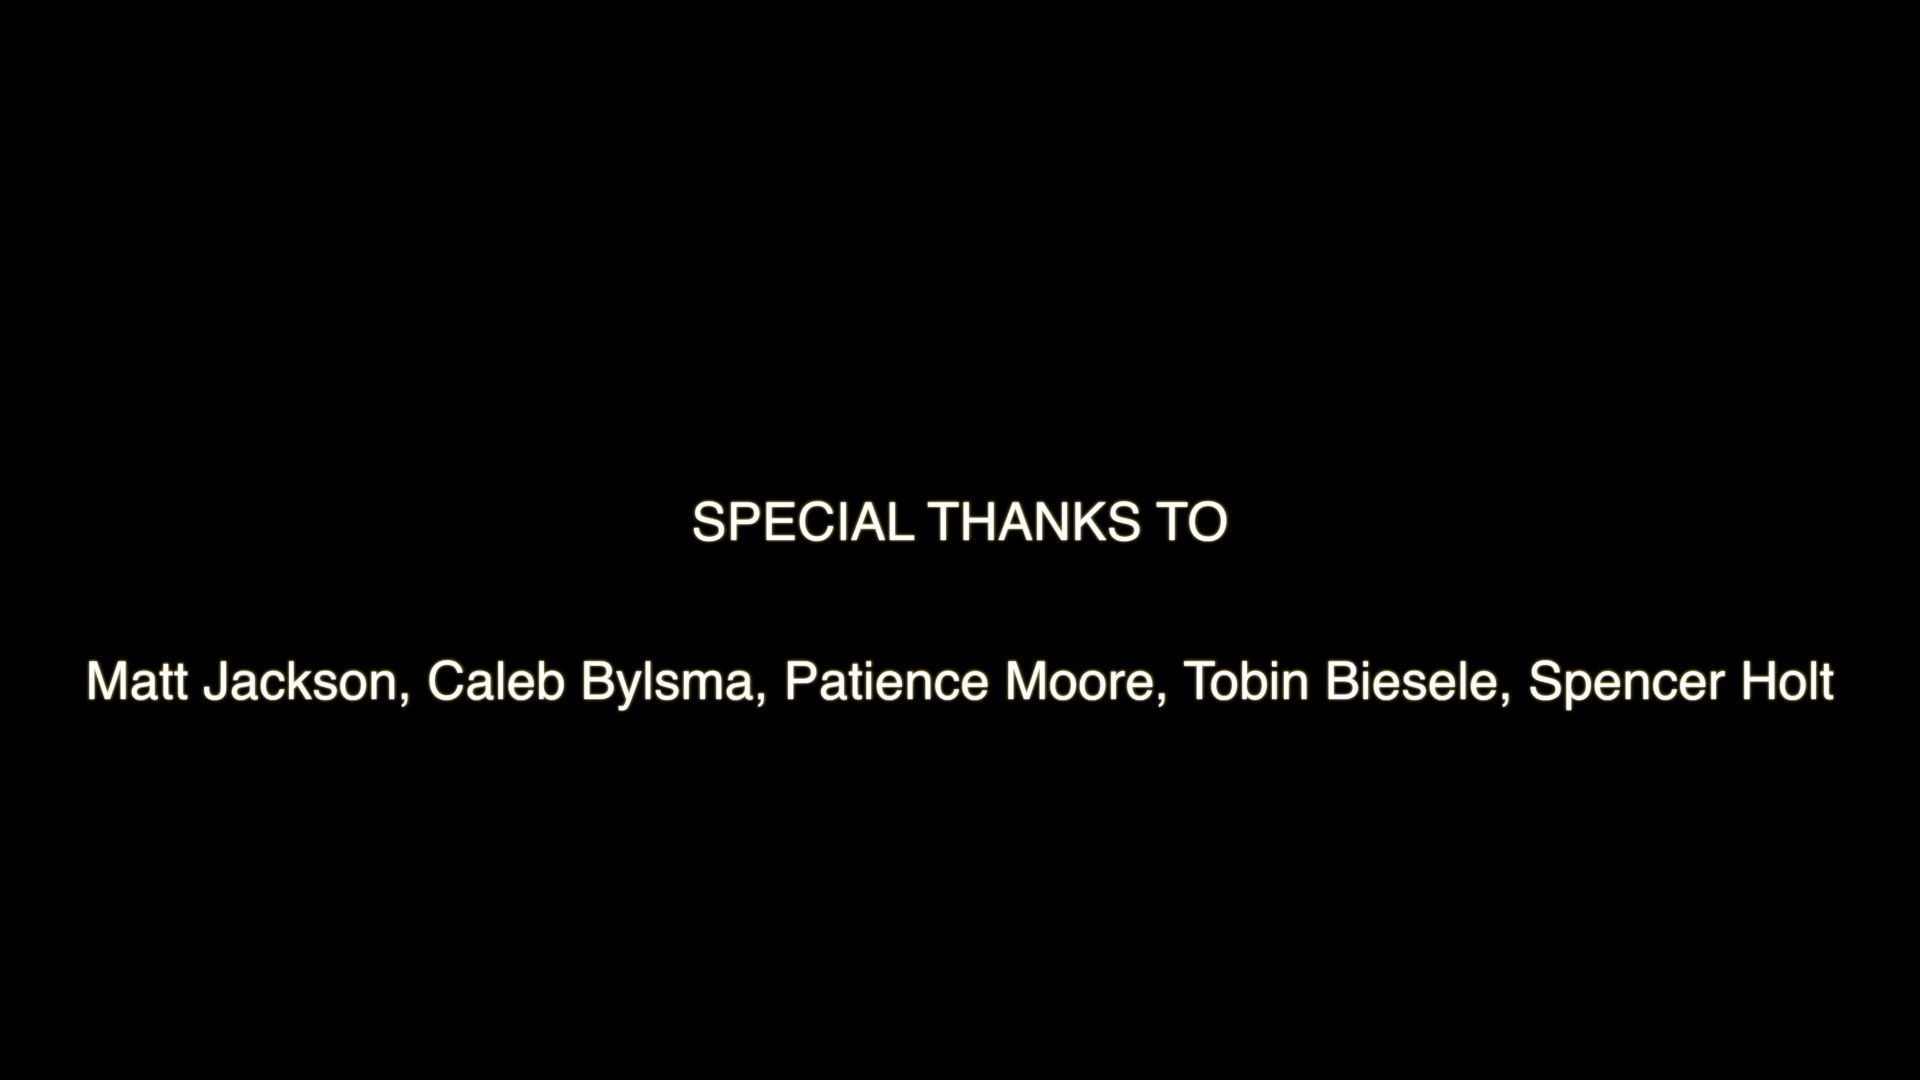 SPECIAL THANKS TO
Matt Jackson, Caleb Bylsma, Patience Moore, Tobin Biesele, Spencer Holt